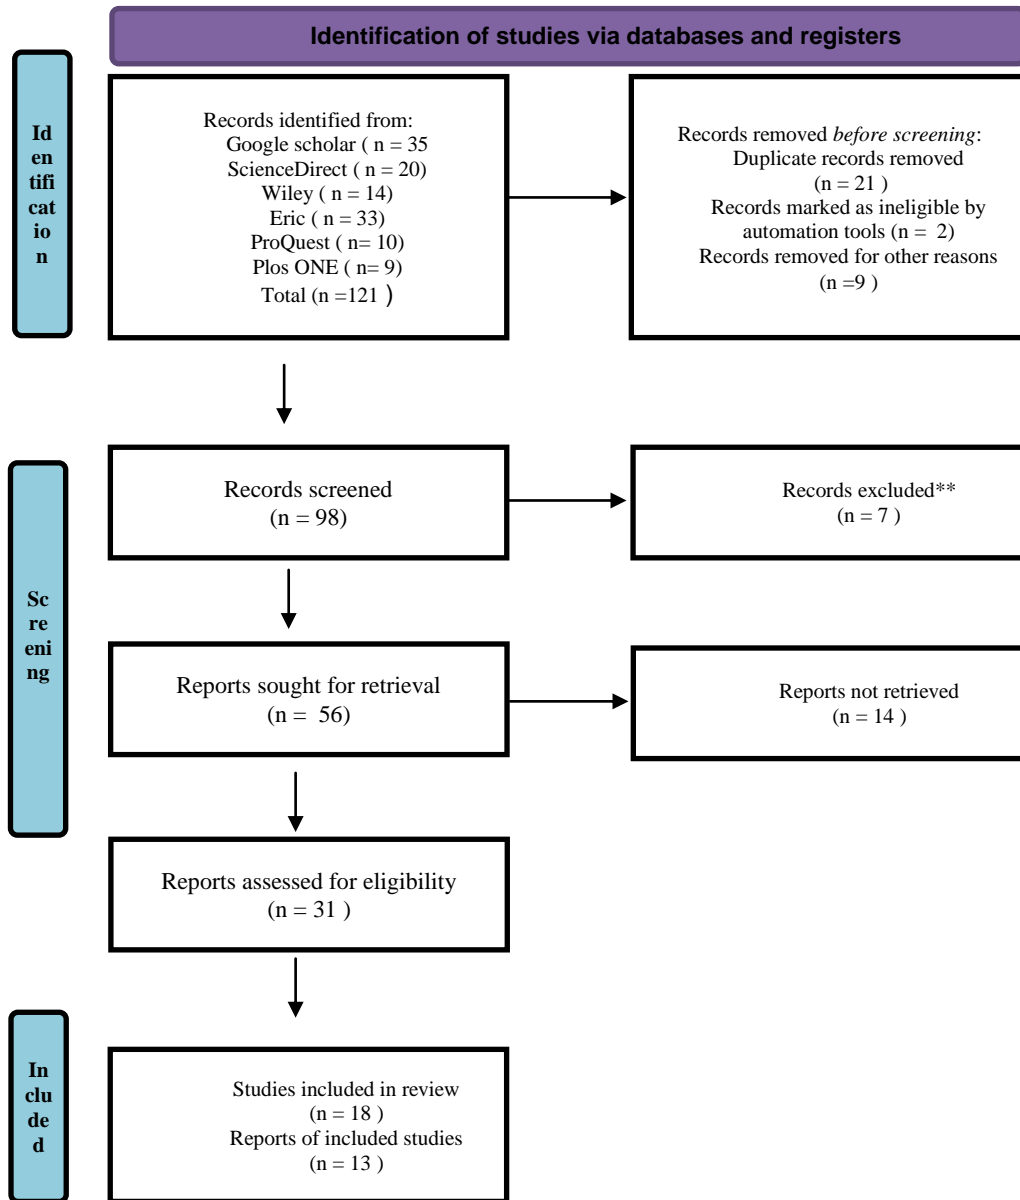 Identification of studies via databases and registers
Id
en
tifi
cat
io
n
Records identified from:
Google scholar ( n = 35
ScienceDirect ( n = 20)
Wiley ( n = 14)
Eric ( n = 33)
ProQuest ( n= 10)
Plos ONE ( n= 9)
Total (n =121 )
Records removed before screening:
Duplicate records removed
(n = 21 )
Records marked as ineligible by
automation tools (n = 2)
Records removed for other reasons
(n =9 )
Sc
re
eni
ng
Records screened
(n = 98)
Records excluded**
(n = 7 )
Reports sought for retrieval
(n = 56)
Reports not retrieved
(n = 14 )
Reports assessed for eligibility
(n = 31 )
In
clu
de
d
Studies included in review
(n = 18 )
Reports of included studies
(n = 13 )